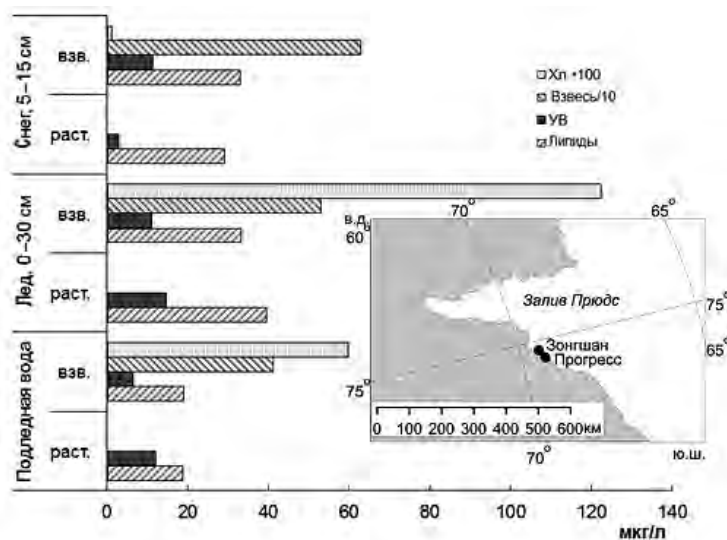 Снег, 5–15 см
взв.
раст.
Лед, 0–30 см
взв.
раст.
Подледная вода
взв.
раст.
Хл •100
Взвесь/10
УВ
Липиды
в.д.
60°
70°
65°
75°
65°
Залив Прюдс
Зонгшан
Прогресс
75°
0 100 200 300 400 500 600км
70°
ю.ш.
0 20 40 60 80 100 120 140
мкг/л